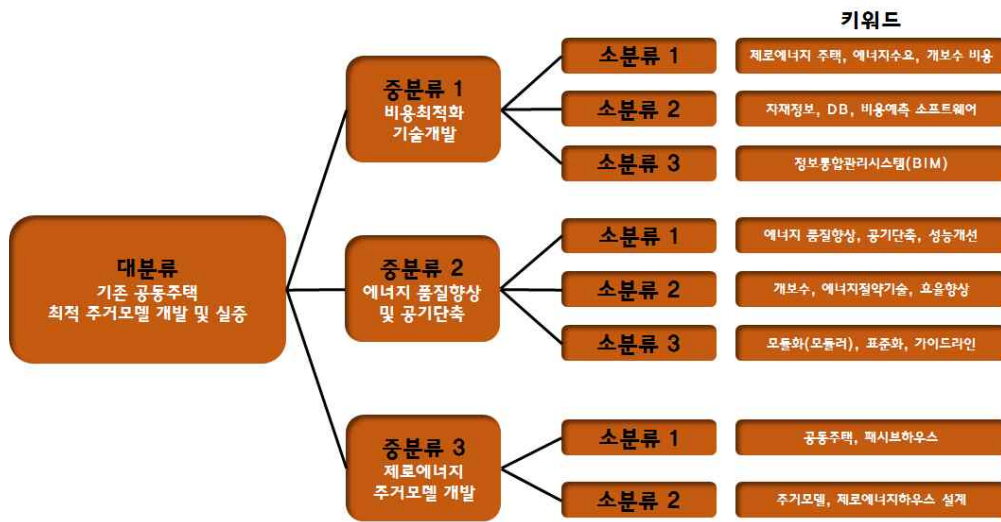 키워드
중분류 1
비용최적화
기술개발
소분류 1
제로에너지 주택, 에너지수요, 개보수 비용
소분류 2
자재정보, DB, 비용예측 소프트웨어
소분류 3
정보통합관리시스템(BIM)
대분류
기존 공동주택
최적 주거모델 개발 및 실증
중분류 2
에너지 품질향상
및 공기단축
소분류 1
에너지 품질향상, 공기단축, 성능개선
소분류 2
개보수, 에너지절약기술, 효율향상
소분류 3
모듈화(모듈러), 표준화, 가이드라인
중분류 3
제로에너지
주거모델 개발
소분류 1
공동주택, 패시브하우스
소분류 2
주거모델, 제로에너지하우스 설계